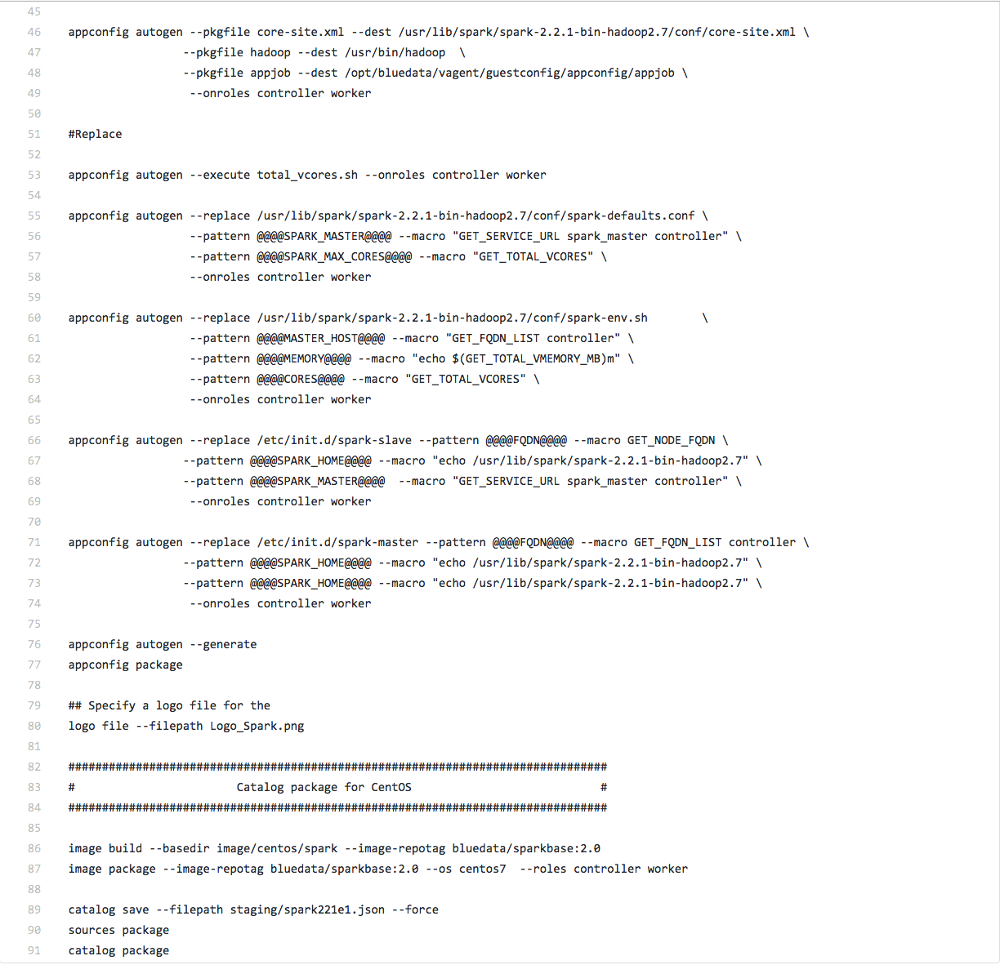 45
46 appconfig autogen --pkgfile core-site.xml --dest /usr/lib/spark/spark-2.2.1-bin-hadoop2.7/conf/core-site.xml \
47 --pkgfile hadoop --dest /usr/bin/hadoop \
48 --pkgfile appjob --dest /opt/bluedata/vagent/guestconfig/appconfig/appjob \
49 --onroles controller worker
50
51 #Replace
52
53 appconfig autogen --execute total_vcores.sh --onroles controller worker
54
55 appconfig autogen --replace /usr/lib/spark/spark-2.2.1-bin-hadoop2.7/conf/spark-defaults.conf \
56 --pattern @@@@SPARK_MASTER@@@@ --macro "GET_SERVICE_URL spark_master controller" \
57 --pattern @@@@SPARK_MAX_CORES@@@@ --macro "GET_TOTAL_VCORES" \
58 --onroles controller worker
59
60 appconfig autogen --replace /usr/lib/spark/spark-2.2.1-bin-hadoop2.7/conf/spark-env.sh \
61 --pattern @@@@MASTER_HOST@@@@ --macro "GET_FQDN_LIST controller" \
62 --pattern @@@@MEMORY@@@@ --macro "echo $(GET_TOTAL_VMEMORY_MB)m" \
63 --pattern @@@@CORES@@@@ --macro "GET_TOTAL_VCORES" \
64 --onroles controller worker
65
66 appconfig autogen --replace /etc/init.d/spark-slave --pattern @@@@FQDN@@@@ --macro GET_NODE_FQDN \
67 --pattern @@@@SPARK_HOME@@@@ --macro "echo /usr/lib/spark/spark-2.2.1-bin-hadoop2.7" \
68 --pattern @@@@SPARK_MASTER@@@@ --macro "GET_SERVICE_URL spark_master controller" \
69 --onroles controller worker
70
71 appconfig autogen --replace /etc/init.d/spark-master --pattern @@@@FQDN@@@@ --macro GET_FQDN_LIST controller \
72 --pattern @@@@SPARK_HOME@@@@ --macro "echo /usr/lib/spark/spark-2.2.1-bin-hadoop2.7" \
73 --pattern @@@@SPARK_HOME@@@@ --macro "echo /usr/lib/spark/spark-2.2.1-bin-hadoop2.7" \
74 --onroles controller worker
75
76 appconfig autogen --generate
77 appconfig package
78
79 ## Specify a logo file for the
80 logo file --filepath Logo_Spark.png
81
82 ################################################################################
83 # Catalog package for CentOS #
84 ################################################################################
85
86 image build --basedir image/centos/spark --image-repotag bluedata/sparkbase:2.0
87 image package --image-repotag bluedata/sparkbase:2.0 --os centos7 --roles controller worker
88
89 catalog save --filepath staging/spark221e1.json --force
90 sources package
91 catalog package